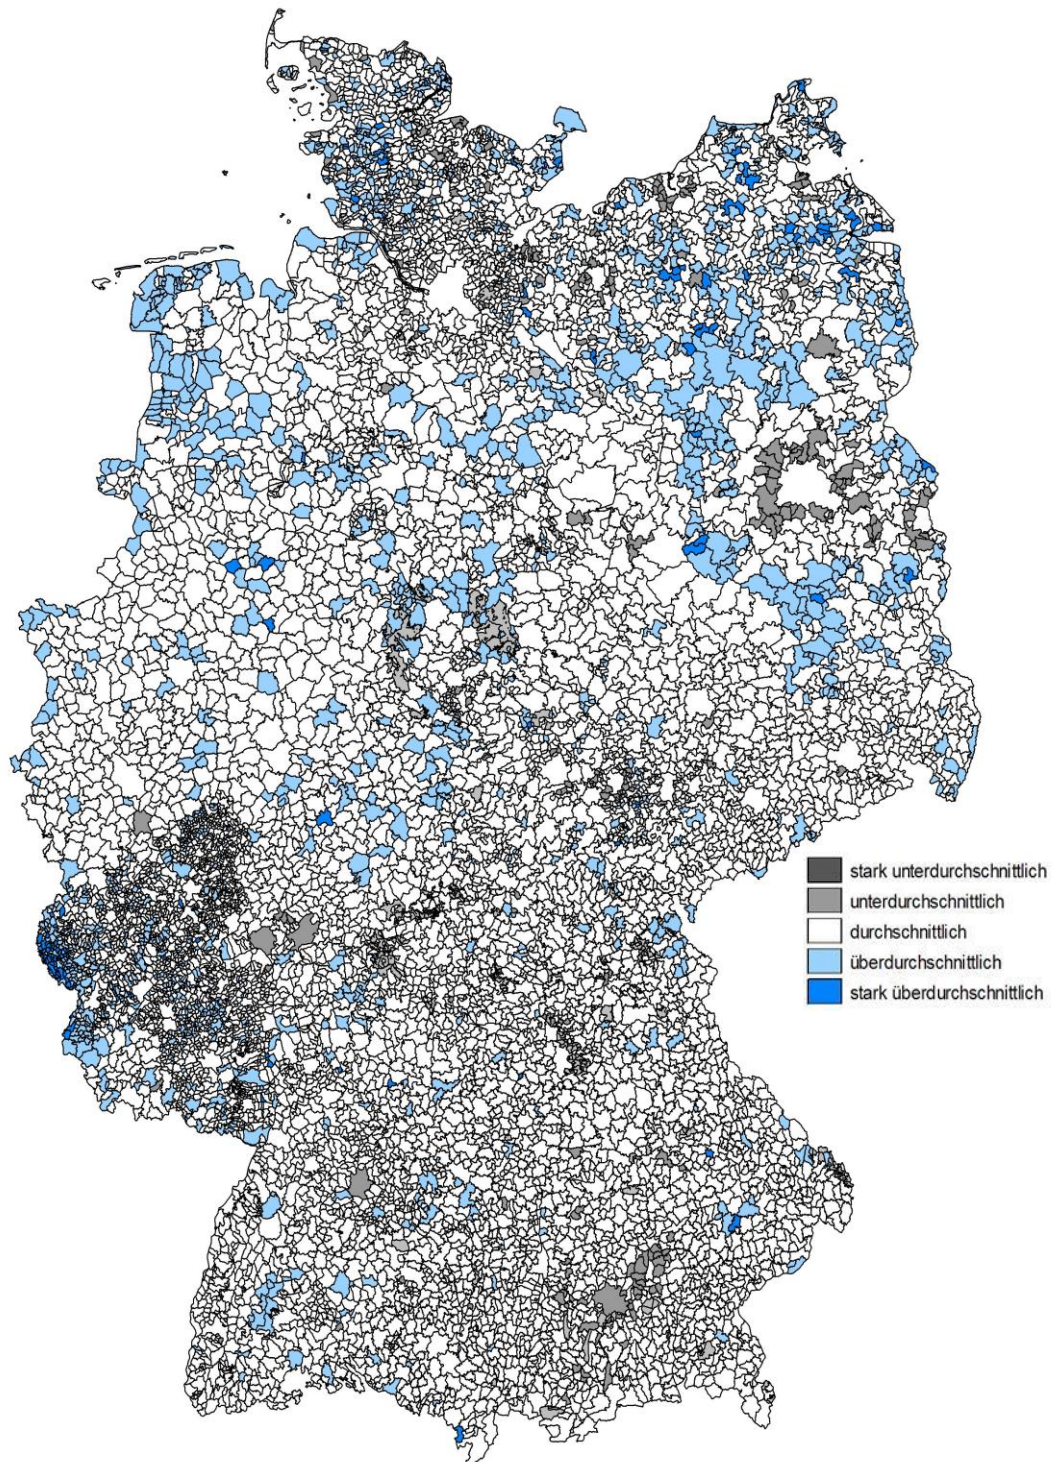 stark unterdurchschnittlich
unterdurchschnittlich
durchschnittlich
überdurchschnittlich
stark überdurchschnittlich